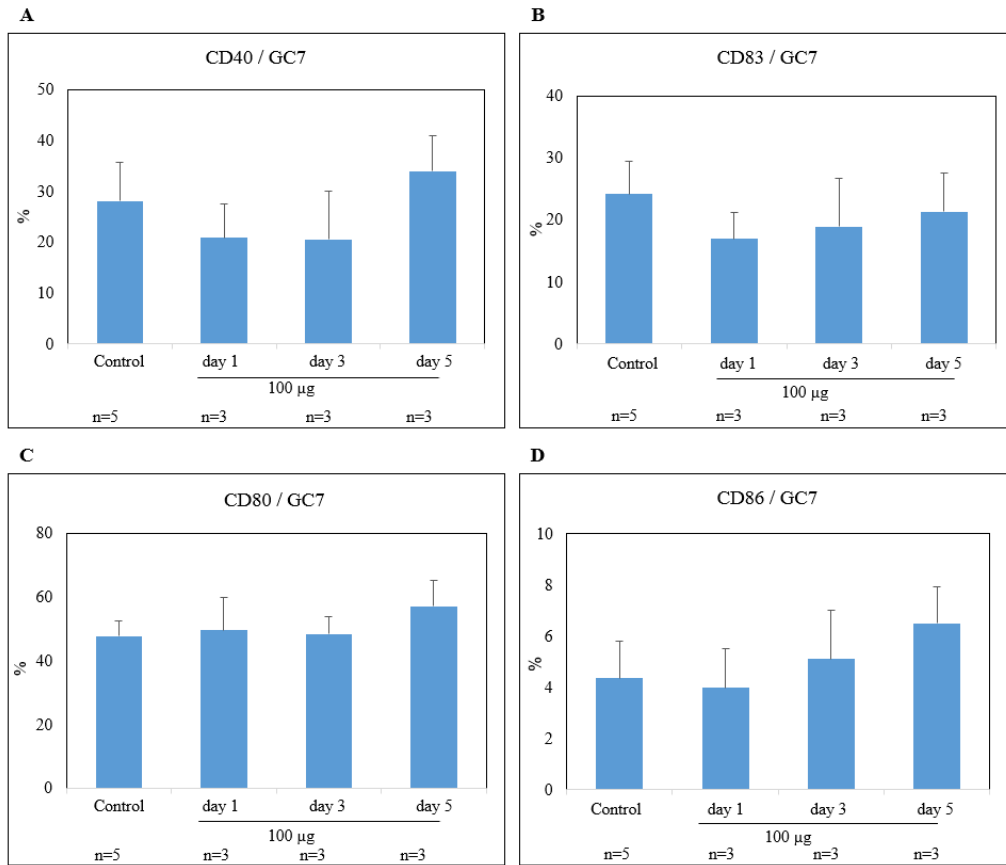 A
CD40 / GC7
50
40
30
20
10
0
%
Control day 1 day 3 day 5
100 µg
n=5 n=3 n=3 n=3
B
CD83 / GC7
40
30
20
10
0
%
Control day 1 day 3 day 5
100 µg
n=5 n=3 n=3 n=3
C
CD80 / GC7
80
60
40
20
0
%
Control day 1 day 3 day 5
100 µg
n=5 n=3 n=3 n=3
D
CD86 / GC7
10
8
6
4
2
0
%
Control day 1 day 3 day 5
100 µg
n=5 n=3 n=3 n=3